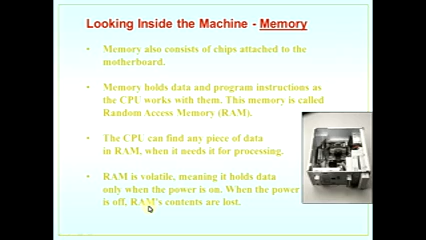 Looking Inside the Machine - Memory
• Memory also consists of chips attached to the
motherboard.
• Memory holds data and program instructions as
the CPU works with them. This memory is called
Random Access Memory (RAM).
• The CPU can find any piece of data
in RAM, when it needs it for processing.
• RAM is volatile, meaning it holds data
only when the power is on. When the power
is off, RAM's contents are lost.